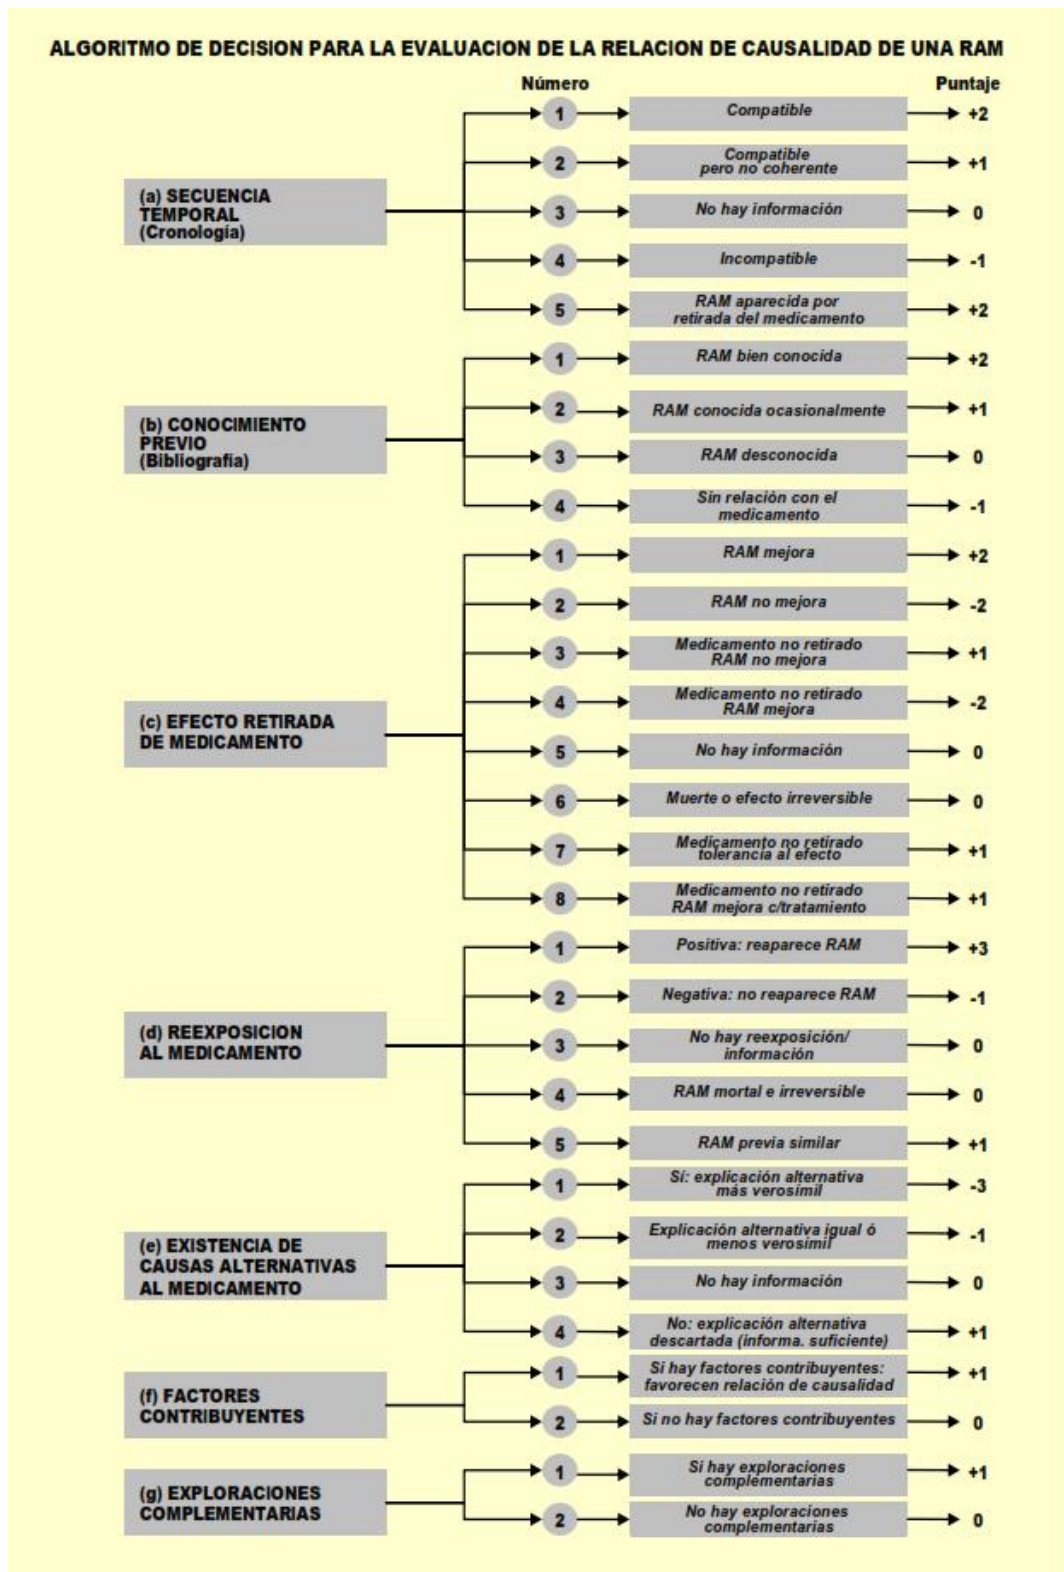 ALGORITMO DE DECISION PARA LA EVALUACION DE LA RELACION DE CAUSALIDAD DE UNA RAM
Número Puntaje
(a) SECUENCIA
TEMPORAL
(Cronología)
1 Compatible +2
2 Compatible
pero no coherente +1
3 No hay información 0
4 Incompatible -1
5 RAM aparecida por
retirada del medicamento +2
(b) CONOCIMIENTO
PREVIO
(Bibliografía)
1 RAM bien conocida +2
2 RAM conocida ocasionalmente +1
3 RAM desconocida 0
4 Sin relación con el
medicamento -1
(c) EFECTO RETIRADA
DE MEDICAMENTO
1 RAM mejora +2
2 RAM no mejora -2
3 Medicamento no retirado
RAM no mejora +1
4 Medicamento no retirado
RAM mejora -2
5 No hay información 0
6 Muerte o efecto irreversible 0
7 Medicamento no retirado
tolerancia al efecto +1
8 Medicamento no retirado
RAM mejora c/tratamiento +1
(d) REEXPOSICION
AL MEDICAMENTO
1 Positiva: reaparece RAM +3
2 Negativa: no reaparece RAM -1
3 No hay reexposición/
información 0
4 RAM mortal e irreversible 0
5 RAM previa similar +1
(e) EXISTENCIA DE
CAUSAS ALTERNATIVAS
AL MEDICAMENTO
1 Sí: explicación alternativa
más verosímil -3
2 Explicación alternativa igual ó
menos verosímil -1
3 No hay información 0
4 No: explicación alternativa
descartada (informa. suficiente) +1
(f) FACTORES
CONTRIBUYENTES
1 Si hay factores contribuyentes:
favorecen relación de causalidad +1
2 Si no hay factores contribuyentes 0
(g) EXPLORACIONES
COMPLEMENTARIAS
1 Si hay exploraciones
complementarias +1
2 No hay exploraciones
complementarias 0